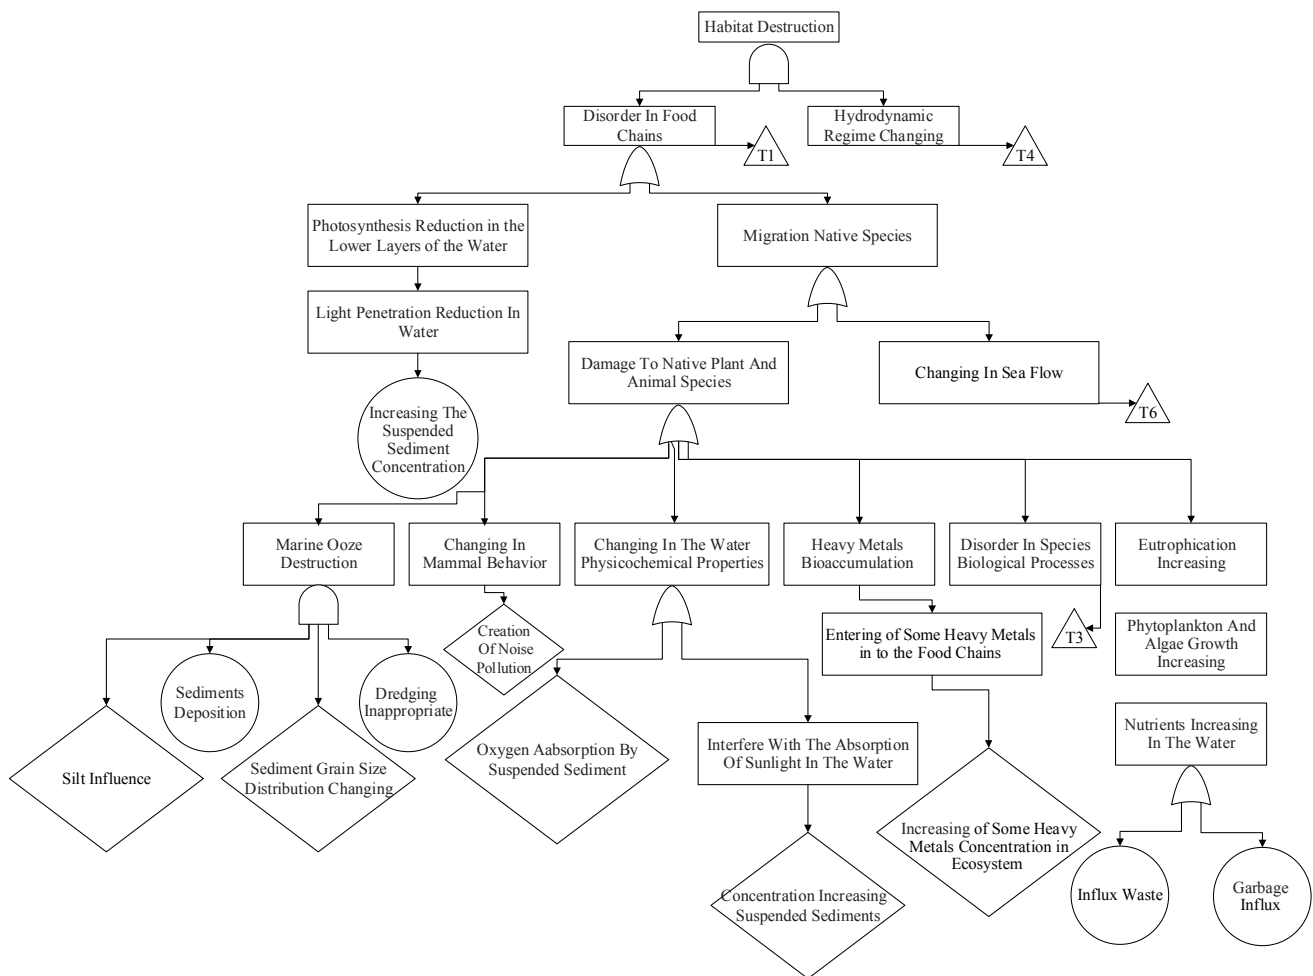 Habitat Destruction
Disorder In Food
Chains
Hydrodynamic
Regime Changing
T1
T4
Photosynthesis Reduction in the
Lower Layers of the Water
Migration Native Species
Light Penetration Reduction In
Water
Damage To Native Plant And
Animal Species
Changing In Sea Flow
T6
Increasing The
Suspended
Sediment
Concentration
Marine Ooze
Destruction
Changing In
Mammal Behavior
Changing In The Water
Physicochemical Properties
Heavy Metals
Bioaccumulation
Disorder In Species
Biological Processes
Eutrophication
Increasing
Creation
Of Noise
Pollution
Entering of Some Heavy Metals
in to the Food Chains
T3
Phytoplankton And
Algae Growth
Increasing
Sediments
Deposition
Dredging
Inappropriate
Silt Influence
Sediment Grain Size
Distribution Changing
Oxygen Aabsorption By
Suspended Sediment
Interfere With The Absorption
Of Sunlight In The Water
Nutrients Increasing
In The Water
Increasing of Some Heavy
Metals Concentration in
Ecosystem
Concentration Increasing
Suspended Sediments
Influx Waste
Garbage
Influx